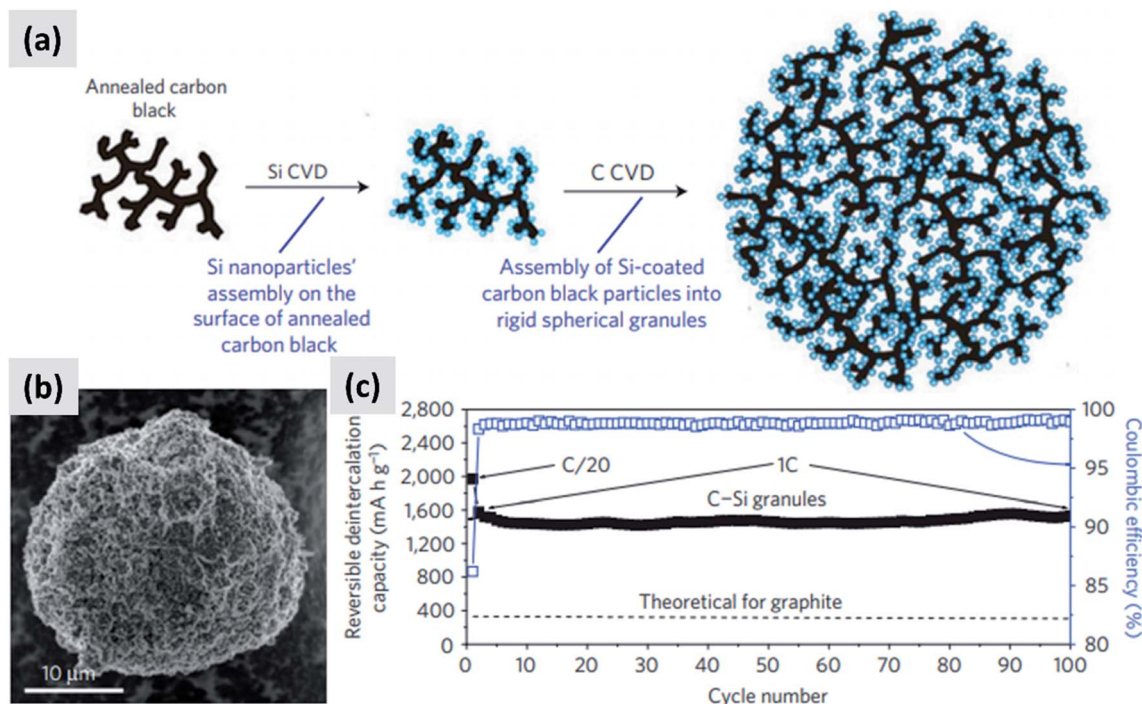 (a)
Annealed carbon
black
Si CVD
C CVD
Si nanoparticles'
assembly on the
surface of annealed
carbon black
Assembly of Si-coated
carbon black particles into
rigid spherical granules
(b)
10 μm
(c)
Reversible deintercalation
capacity (mA h g⁻¹)
2,800
2,400
2,000
1,600
1,200
800
400
0
C/20
1C
C–Si granules
Theoretical for graphite
100
95
90
85
80
Coulombic efficiency (%)
0 10 20 30 40 50 60 70 80 90 100
Cycle number